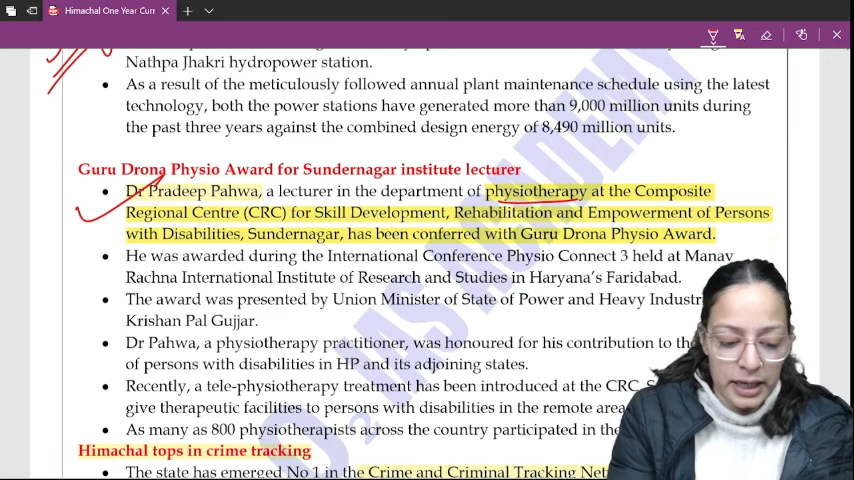 Himachal One Year Curr
Nathpa Jhakri hydropower station.
• As a result of the meticulously followed annual plant maintenance schedule using the latest
technology, both the power stations have generated more than 9,000 million units during
the past three years against the combined design energy of 8,490 million units.
Guru Drona Physio Award for Sundernagar institute lecturer
• Dr Pradeep Pahwa, a lecturer in the department of physiotherapy at the Composite
Regional Centre (CRC) for Skill Development, Rehabilitation and Empowerment of Persons
with Disabilities, Sundernagar, has been conferred with Guru Drona Physio Award.
• He was awarded during the International Conference Physio Connect 3 held at Manav
Rachna International Institute of Research and Studies in Haryana's Faridabad.
• The award was presented by Union Minister of State of Power and Heavy Industri
Krishan Pal Gujjar.
• Dr Pahwa, a physiotherapy practitioner, was honoured for his contribution to the
of persons with disabilities in HP and its adjoining states.
• Recently, a tele-physiotherapy treatment has been introduced at the CRC, S
give therapeutic facilities to persons with disabilities in the remote area
• As many as 800 physiotherapists across the country participated in the
Himachal tops in crime tracking
• The state has emerged No 1 in the Crime and Criminal Tracking Net
O2 IAS ACADEMY